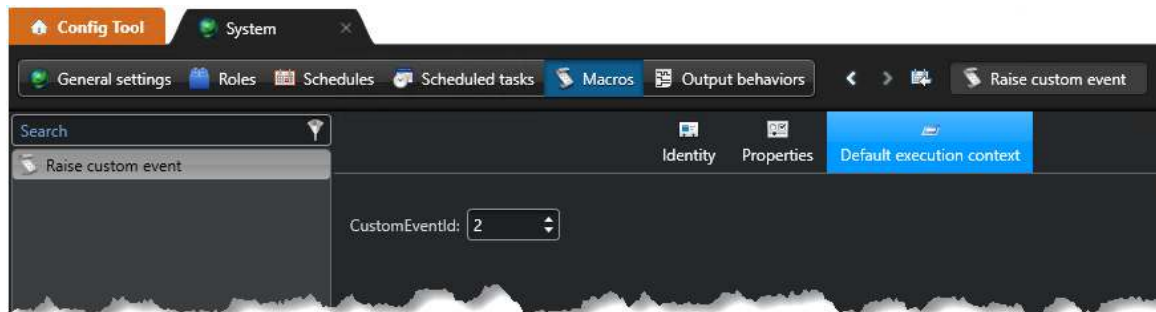 Config Tool System
General settings Roles Schedules Scheduled tasks Macros Output behaviors Raise custom event
Search
Raise custom event
Identity Properties Default execution context
CustomEventId: 2